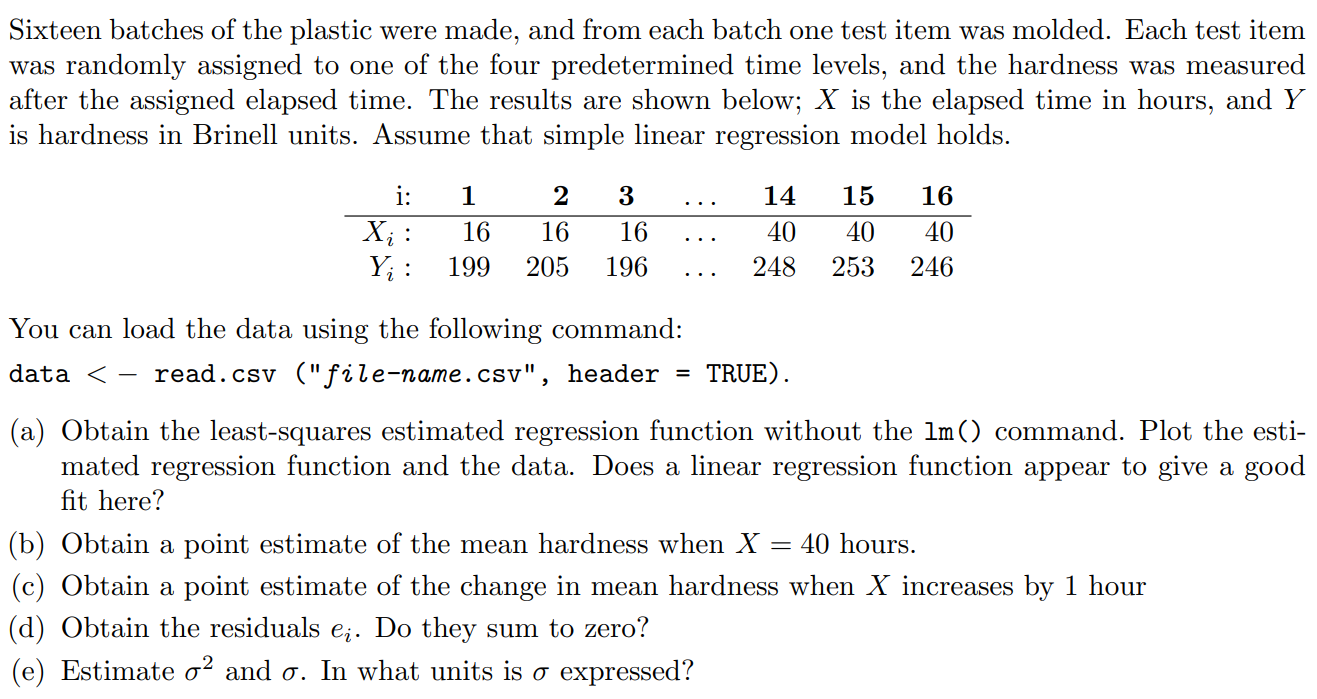 Sixteen batches of the plastic were made, and from each batch one test item was molded. Each test item
was randomly assigned to one of the four predetermined time levels, and the hardness was measured
after the assigned elapsed time. The results are shown below; X is the elapsed time in hours, and Y
is hardness in Brinell units. Assume that simple linear regression model holds.
i: 1 2 3 ... 14 15 16
Xᵢ : 16 16 16 ... 40 40 40
Yᵢ : 199 205 196 ... 248 253 246
You can load the data using the following command:
data < − read.csv ("file-name.csv", header = TRUE).
(a) Obtain the least-squares estimated regression function without the lm() command. Plot the esti-
mated regression function and the data. Does a linear regression function appear to give a good
fit here?
(b) Obtain a point estimate of the mean hardness when X = 40 hours.
(c) Obtain a point estimate of the change in mean hardness when X increases by 1 hour
(d) Obtain the residuals eᵢ. Do they sum to zero?
(e) Estimate σ² and σ. In what units is σ expressed?